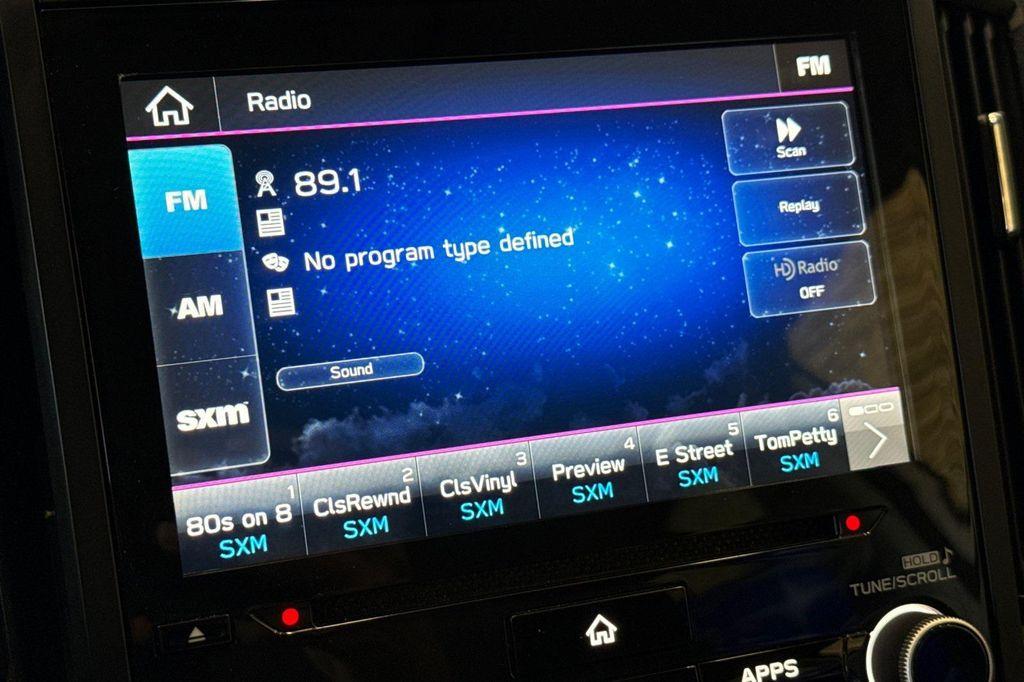 Radio
FM
FM
AM
sxm
89.1
No program type defined
Sound
Scan
Replay
HD Radio
OFF
1
80s on 8
SXM
2
ClsRewnd
SXM
3
ClsVinyl
SXM
4
Preview
SXM
5
E Street
SXM
6
TomPetty
SXM
HOLD
TUNE/SCROLL
APPS